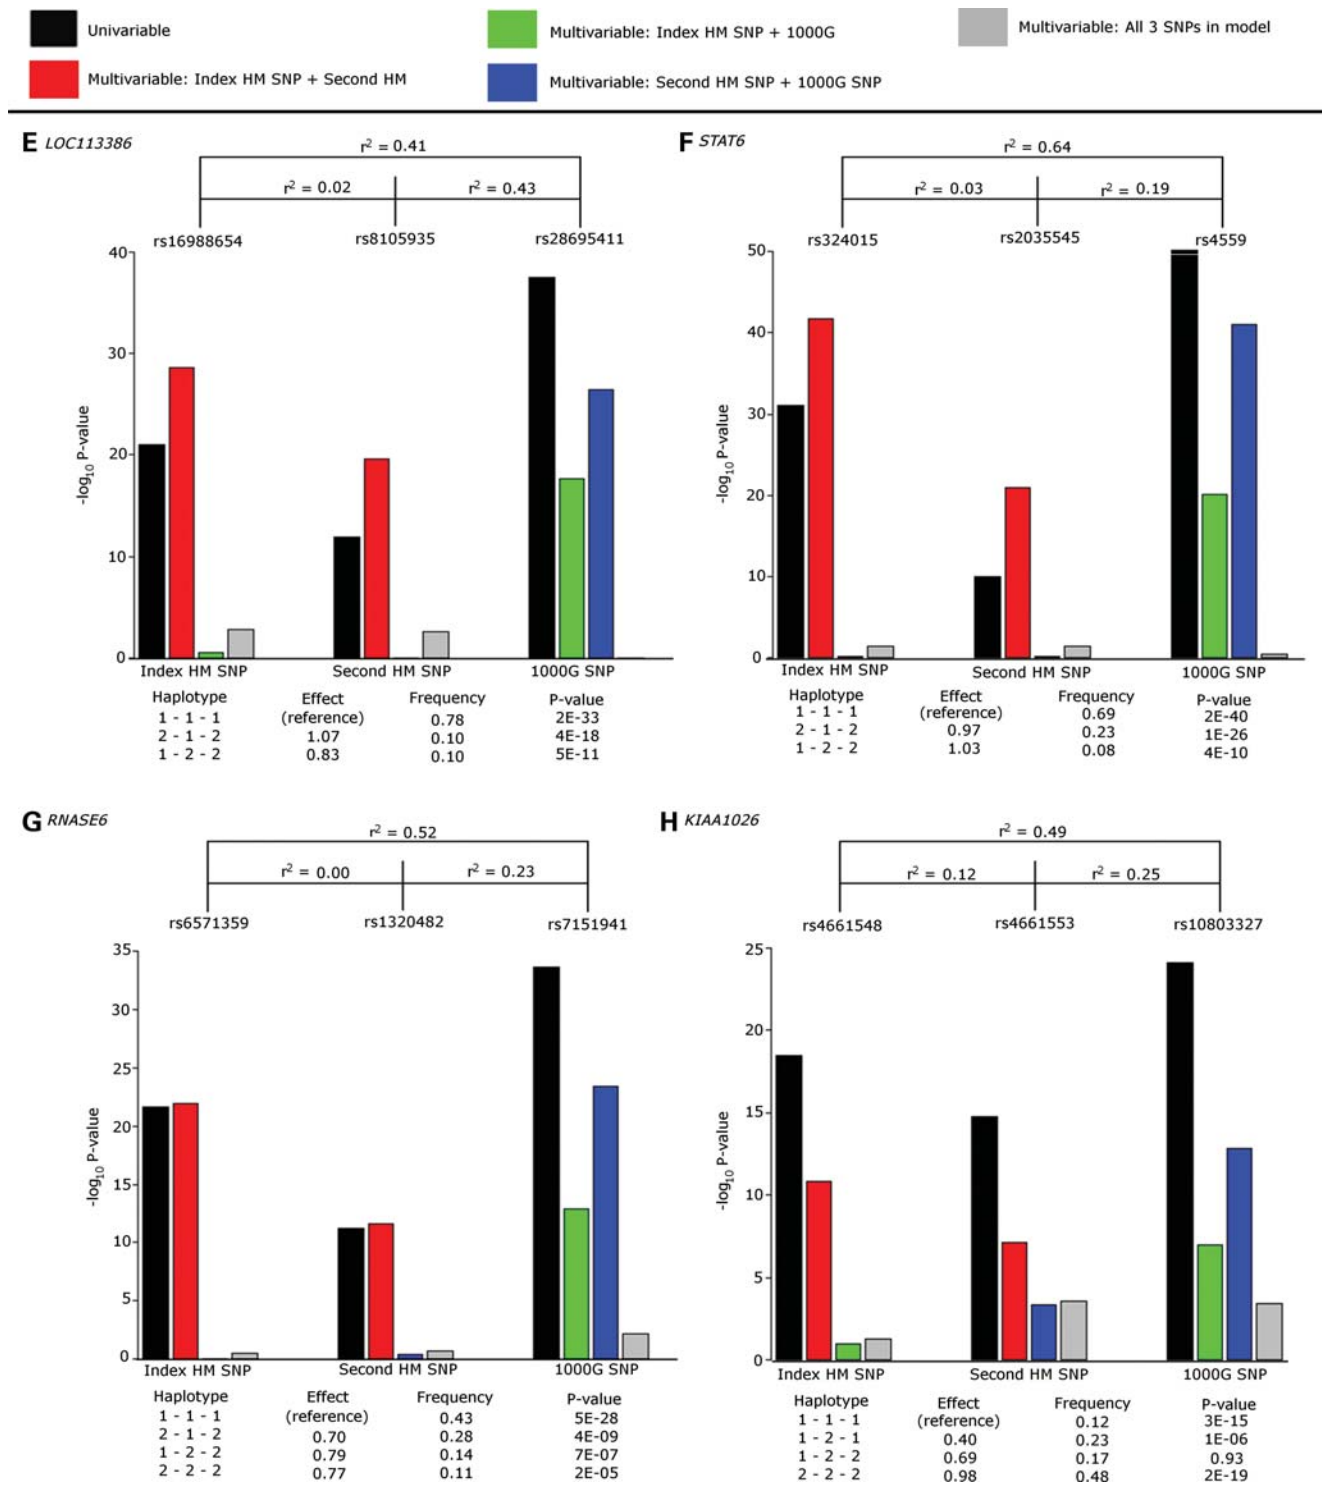 Univariable
Multivariable: Index HM SNP + Second HM
Multivariable: Index HM SNP + 1000G
Multivariable: Second HM SNP + 1000G SNP
Multivariable: All 3 SNPs in model
E LOC113386
r² = 0.41
r² = 0.02 r² = 0.43
rs16988654 rs8105935 rs28695411
40
30
20
10
0
-log₁₀ P-value
Index HM SNP Second HM SNP 1000G SNP
Haplotype Effect Frequency P-value
1 - 1 - 1 (reference) 0.78 2E-33
2 - 1 - 2 1.07 0.10 4E-18
1 - 2 - 2 0.83 0.10 5E-11
F STAT6
r² = 0.64
r² = 0.03 r² = 0.19
rs324015 rs2035545 rs4559
50
40
30
20
10
0
-log₁₀ P-value
Index HM SNP Second HM SNP 1000G SNP
Haplotype Effect Frequency P-value
1 - 1 - 1 (reference) 0.69 2E-40
2 - 1 - 2 0.97 0.23 1E-26
1 - 2 - 2 1.03 0.08 4E-10
G RNASE6
r² = 0.52
r² = 0.00 r² = 0.23
rs6571359 rs1320482 rs7151941
35
30
25
20
15
10
5
0
-log₁₀ P-value
Index HM SNP Second HM SNP 1000G SNP
Haplotype Effect Frequency P-value
1 - 1 - 1 (reference) 0.43 5E-28
2 - 1 - 2 0.70 0.28 4E-09
1 - 2 - 2 0.79 0.14 7E-07
2 - 2 - 2 0.77 0.11 2E-05
H KIAA1026
r² = 0.49
r² = 0.12 r² = 0.25
rs4661548 rs4661553 rs10803327
25
20
15
10
5
0
-log₁₀ P-value
Index HM SNP Second HM SNP 1000G SNP
Haplotype Effect Frequency P-value
1 - 1 - 1 (reference) 0.12 3E-15
1 - 2 - 1 0.40 0.23 1E-06
1 - 2 - 2 0.69 0.17 0.93
2 - 2 - 2 0.98 0.48 2E-19